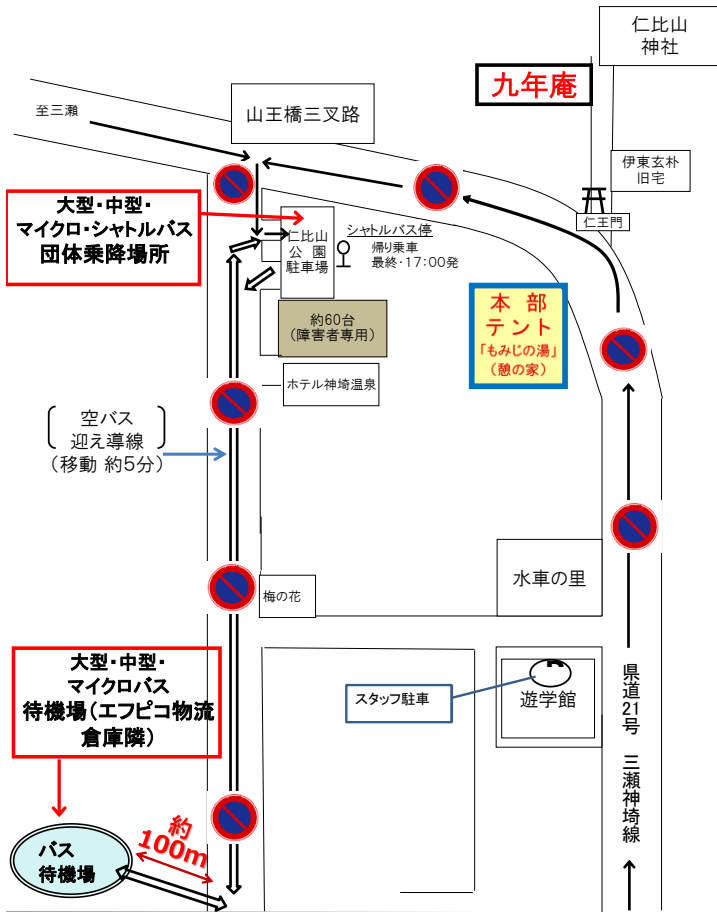 仁比山
神社
九年庵
至三瀬
山王橋三叉路
伊東玄朴
旧宅
仁王門
大型・中型・
マイクロ・シャトルバス
団体乗降場所
仁比山
公園
駐車場
シャトルバス停
帰り乗車
最終・17:00発
約60台
(障害者専用)
本部
テント
「もみじの湯」
(憩の家)
ホテル神埼温泉
空バス
迎え導線
(移動 約5分)
水車の里
梅の花
大型・中型・
マイクロバス
待機場(エフピコ物流
倉庫隣)
スタッフ駐車
P
遊学館
県道21号 三瀬神埼線
約
100m
バス
待機場